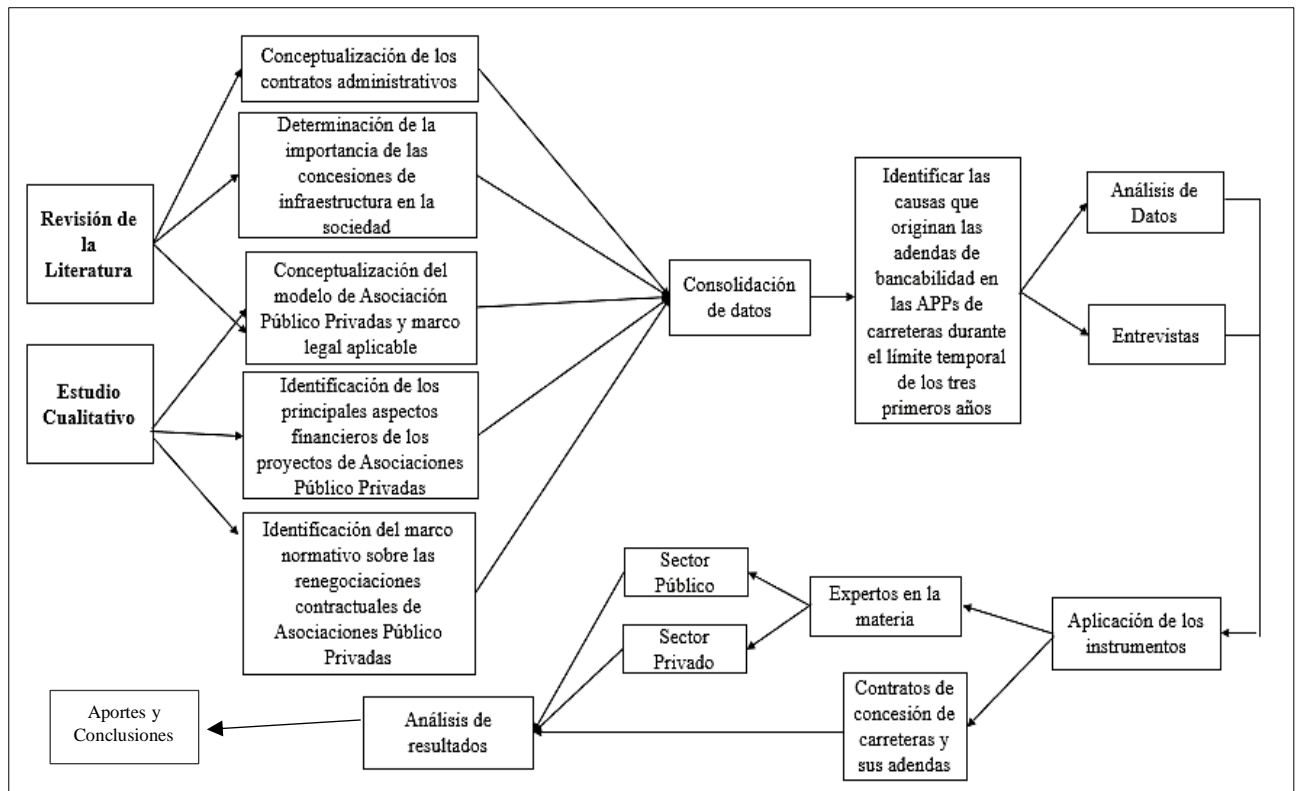 Revisión de
la
Literatura
Estudio
Cualitativo
Conceptualización de los
contratos administrativos
Determinación de la
importancia de las
concesiones de
infraestructura en la
sociedad
Conceptualización del
modelo de Asociación
Público Privadas y marco
legal aplicable
Identificación de los
principales aspectos
financieros de los
proyectos de Asociaciones
Público Privadas
Identificación del marco
normativo sobre las
renegociaciones
contractuales de
Asociaciones Público
Privadas
Consolidación
de datos
Identificar las
causas que
originan las
adendas de
bancabilidad en
las APPs de
carreteras durante
el límite temporal
de los tres
primeros años
Análisis de
Datos
Entrevistas
Aplicación de los
instrumentos
Expertos en la
materia
Sector
Público
Sector
Privado
Contratos de
concesión de
carreteras y
sus adendas
Análisis de
resultados
Aportes y
Conclusiones